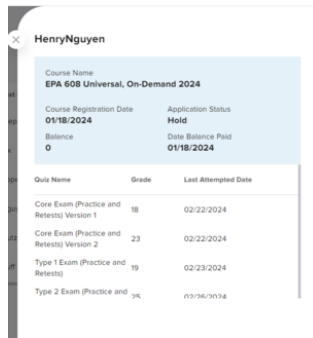 HenryNguyen
Course Name
EPA 608 Universal, On-Demand 2024
Course Registration Date Application Status
01/18/2024 Hold
Balance Date Balance Paid
0 01/18/2024
Quiz Name Grade Last Attempted Date
Core Exam (Practice and
Retests) Version 1 18 02/22/2024
Core Exam (Practice and
Retests) Version 2 23 02/22/2024
Type 1 Exam (Practice and
Retests) 19 02/23/2024
Type 2 Exam (Practice and
25 02/26/2024